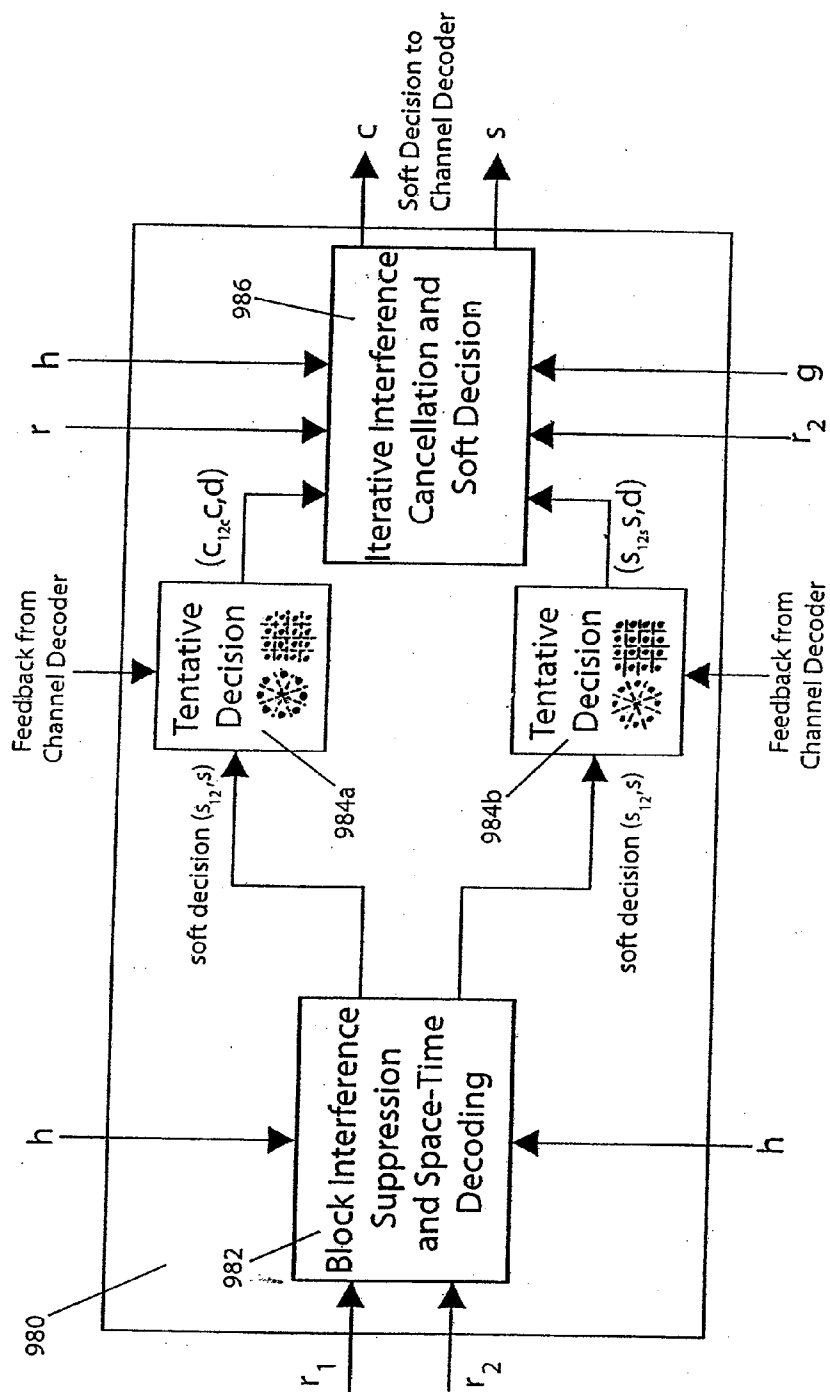 980
r₁
r₂
h
982
Block Interference
Suppression
and Space-Time
Decoding
h
soft decision (s₁₂,s)
984a
Feedback from
Channel Decoder
Tentative
Decision
(c₁₂c c,d)
soft decision (s₁₂,s)
984b
Tentative
Decision
(s₁₂s s,d)
Feedback from
Channel Decoder
r
h
986
Iterative Interference
Cancellation and
Soft Decision
r₂
g
c
Soft Decision to
Channel Decoder
s